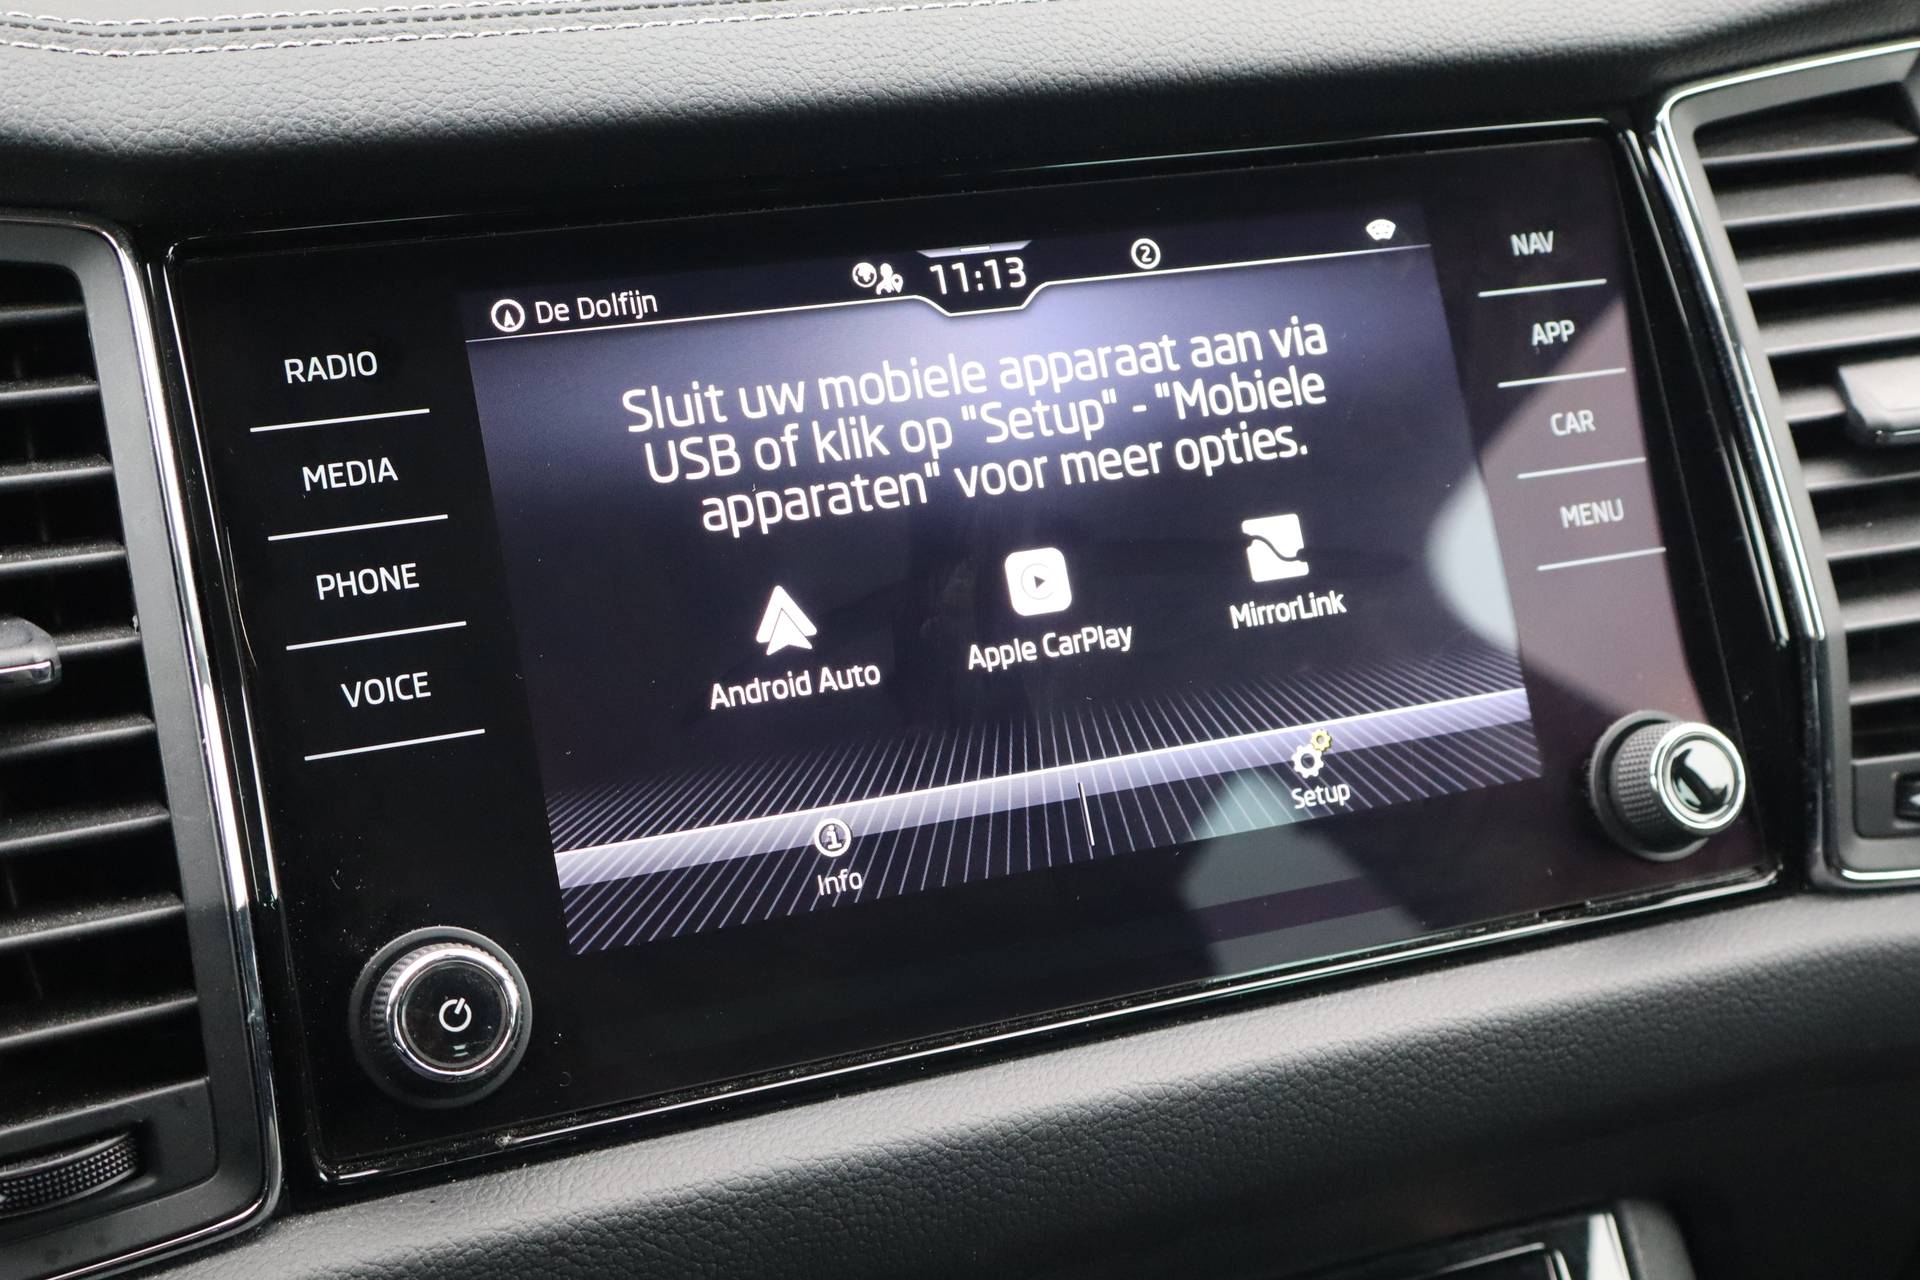 De Dolfijn
11:13
2
Sluit uw mobiele apparaat aan via
USB of klik op "Setup" - "Mobiele
apparaten" voor meer opties.
Android Auto
Apple CarPlay
MirrorLink
Info
Setup
RADIO
MEDIA
PHONE
VOICE
NAV
APP
CAR
MENU